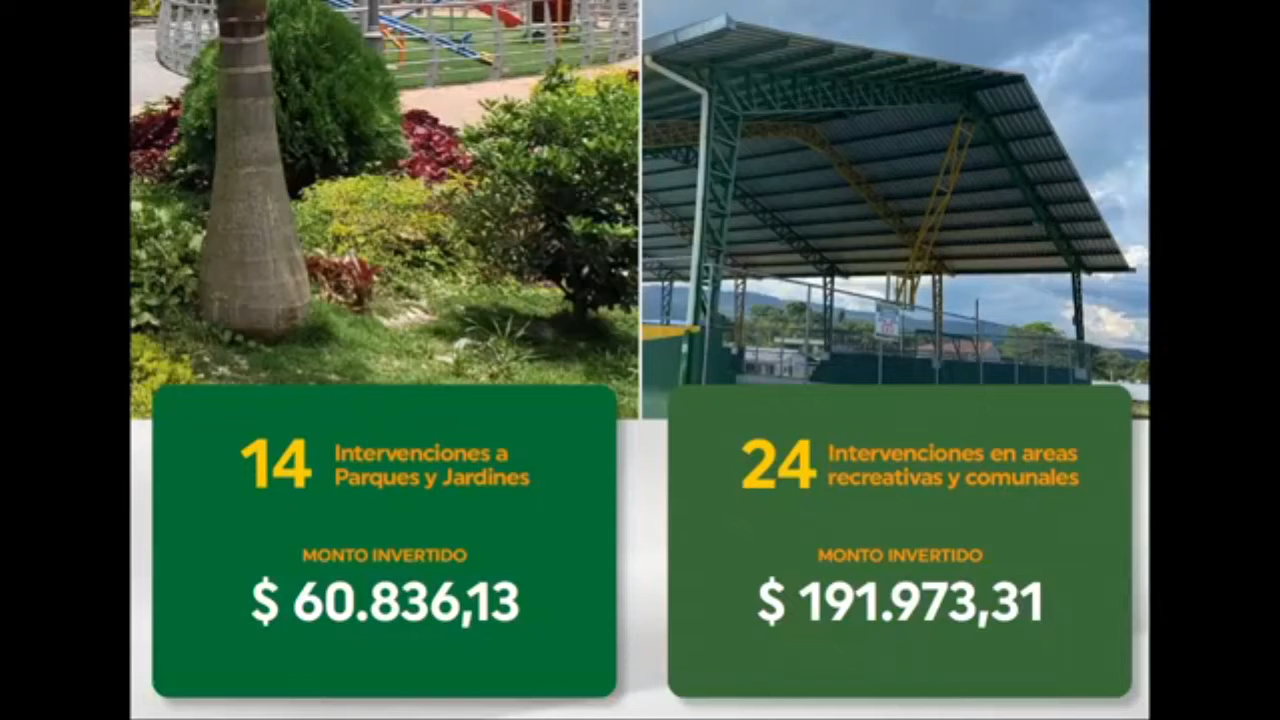 14
Intervenciones a
Parques y Jardines
MONTO INVERTIDO
$ 60.836,13
24
Intervenciones en areas
recreativas y comunales
MONTO INVERTIDO
$ 191.973,31